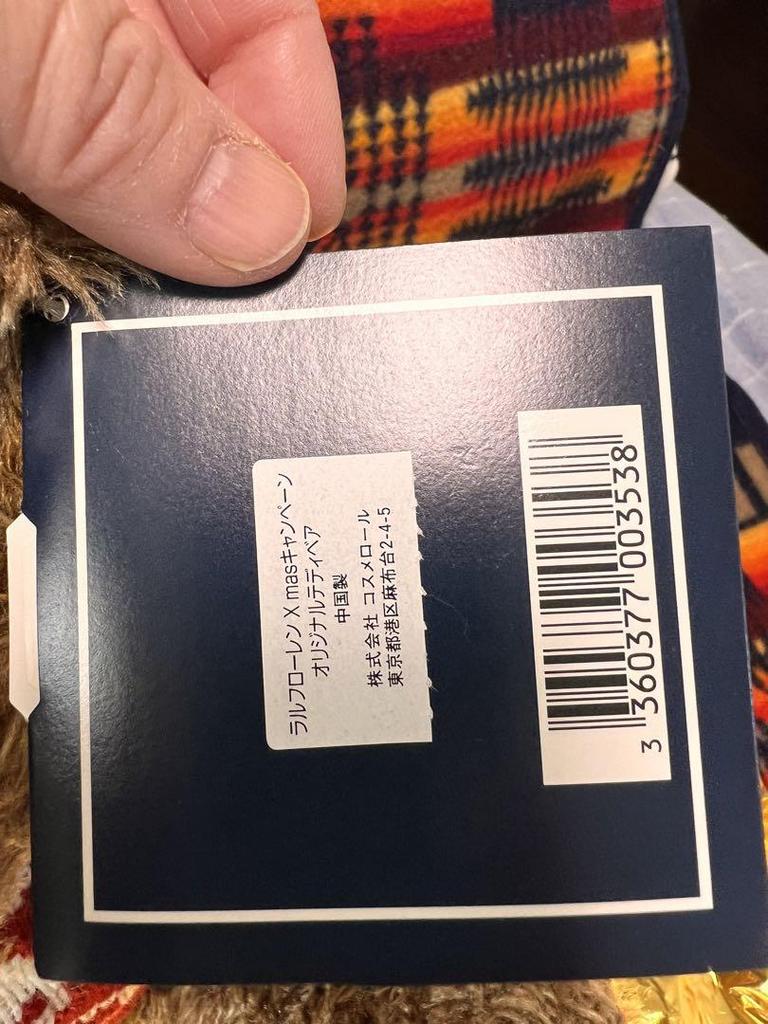 ラルフローレン X masキャンペーン
オリジナルテディベア
中国製
株式会社 コスメロール
東京都港区麻布台2-4-5
3 360377 003538